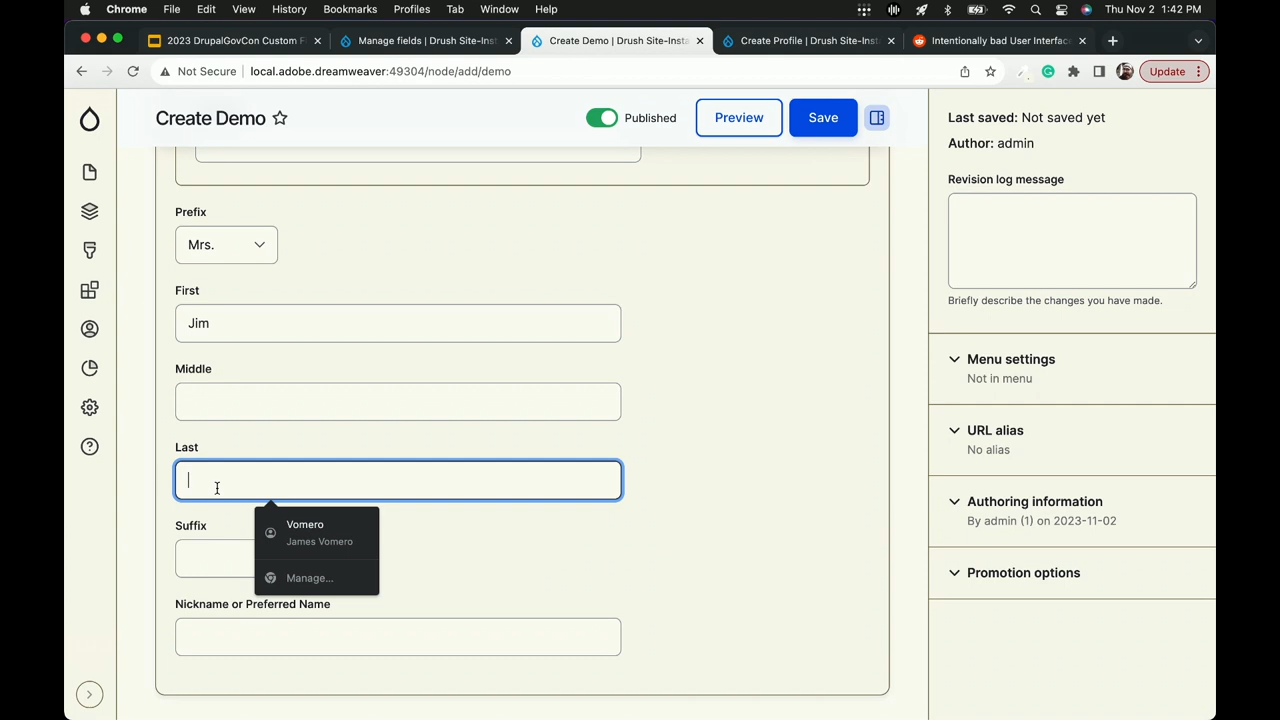 Chrome File Edit View History Bookmarks Profiles Tab Window Help Thu Nov 2 1:42 PM
2023 DrupalGovCon Custom F Manage fields | Drush Site-Inst Create Demo | Drush Site-Insta Create Profile | Drush Site-Ins Intentionally bad User Interface
Not Secure local.adobe.dreamweaver:49304/node/add/demo Update
Create Demo Published Preview Save
Last saved: Not saved yet
Author: admin
Revision log message
Briefly describe the changes you have made.
Menu settings
Not in menu
URL alias
No alias
Authoring information
By admin (1) on 2023-11-02
Promotion options
Prefix
Mrs.
First
Jim
Middle
Last
Vomero
James Vomero
Manage...
Suffix
Nickname or Preferred Name